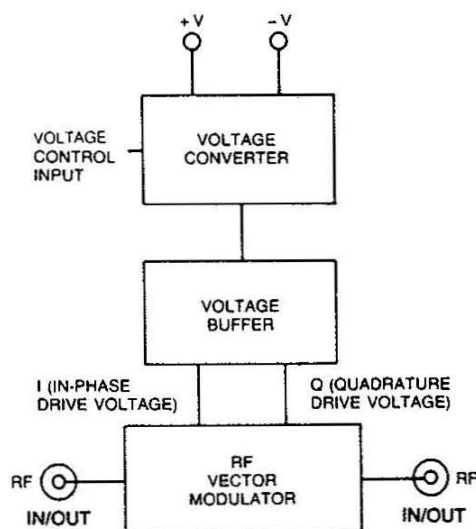 + V
− V
VOLTAGE
CONTROL
INPUT
VOLTAGE
CONVERTER
VOLTAGE
BUFFER
I (IN-PHASE
DRIVE VOLTAGE)
Q (QUADRATURE
DRIVE VOLTAGE)
RF
IN/OUT
RF
VECTOR
MODULATOR
RF
IN/OUT